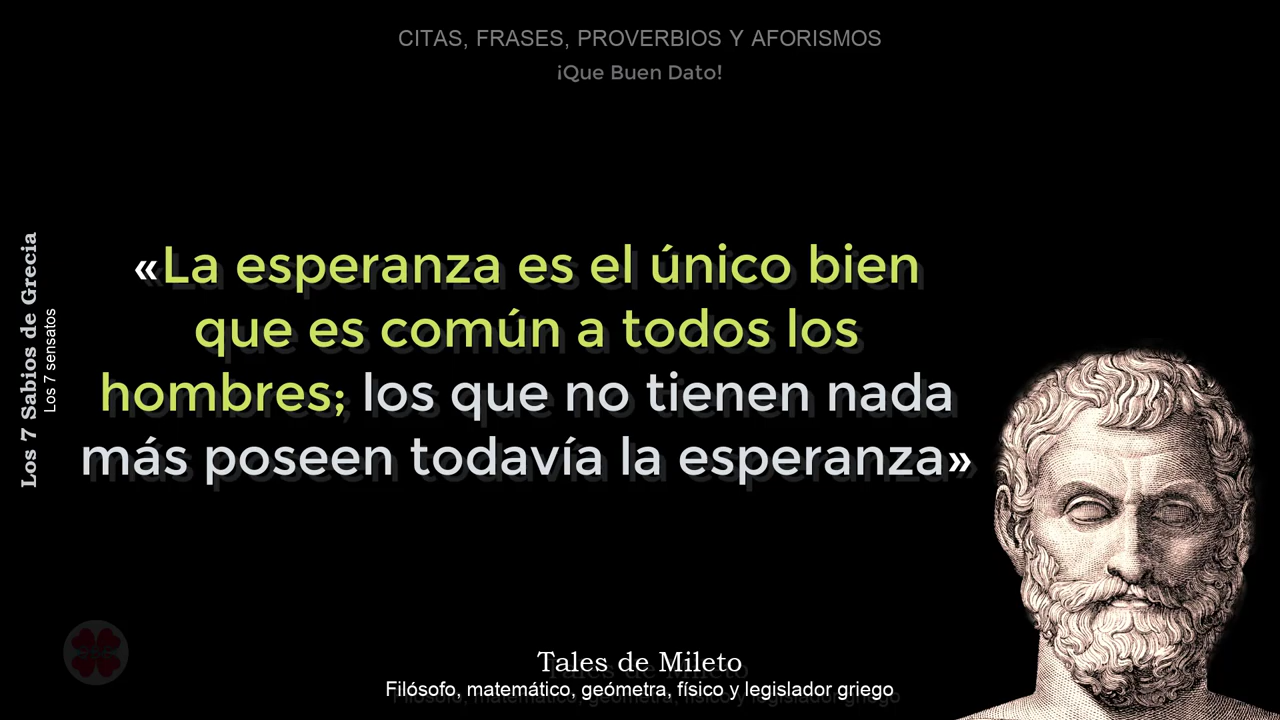 CITAS, FRASES, PROVERBIOS Y AFORISMOS
¡Que Buen Dato!
Los 7 Sabios de Grecia
Los 7 sensatos
«La esperanza es el único bien
que es común a todos los
hombres; los que no tienen nada
más poseen todavía la esperanza»
Tales de Mileto
Filósofo, matemático, geómetra, físico y legislador griego